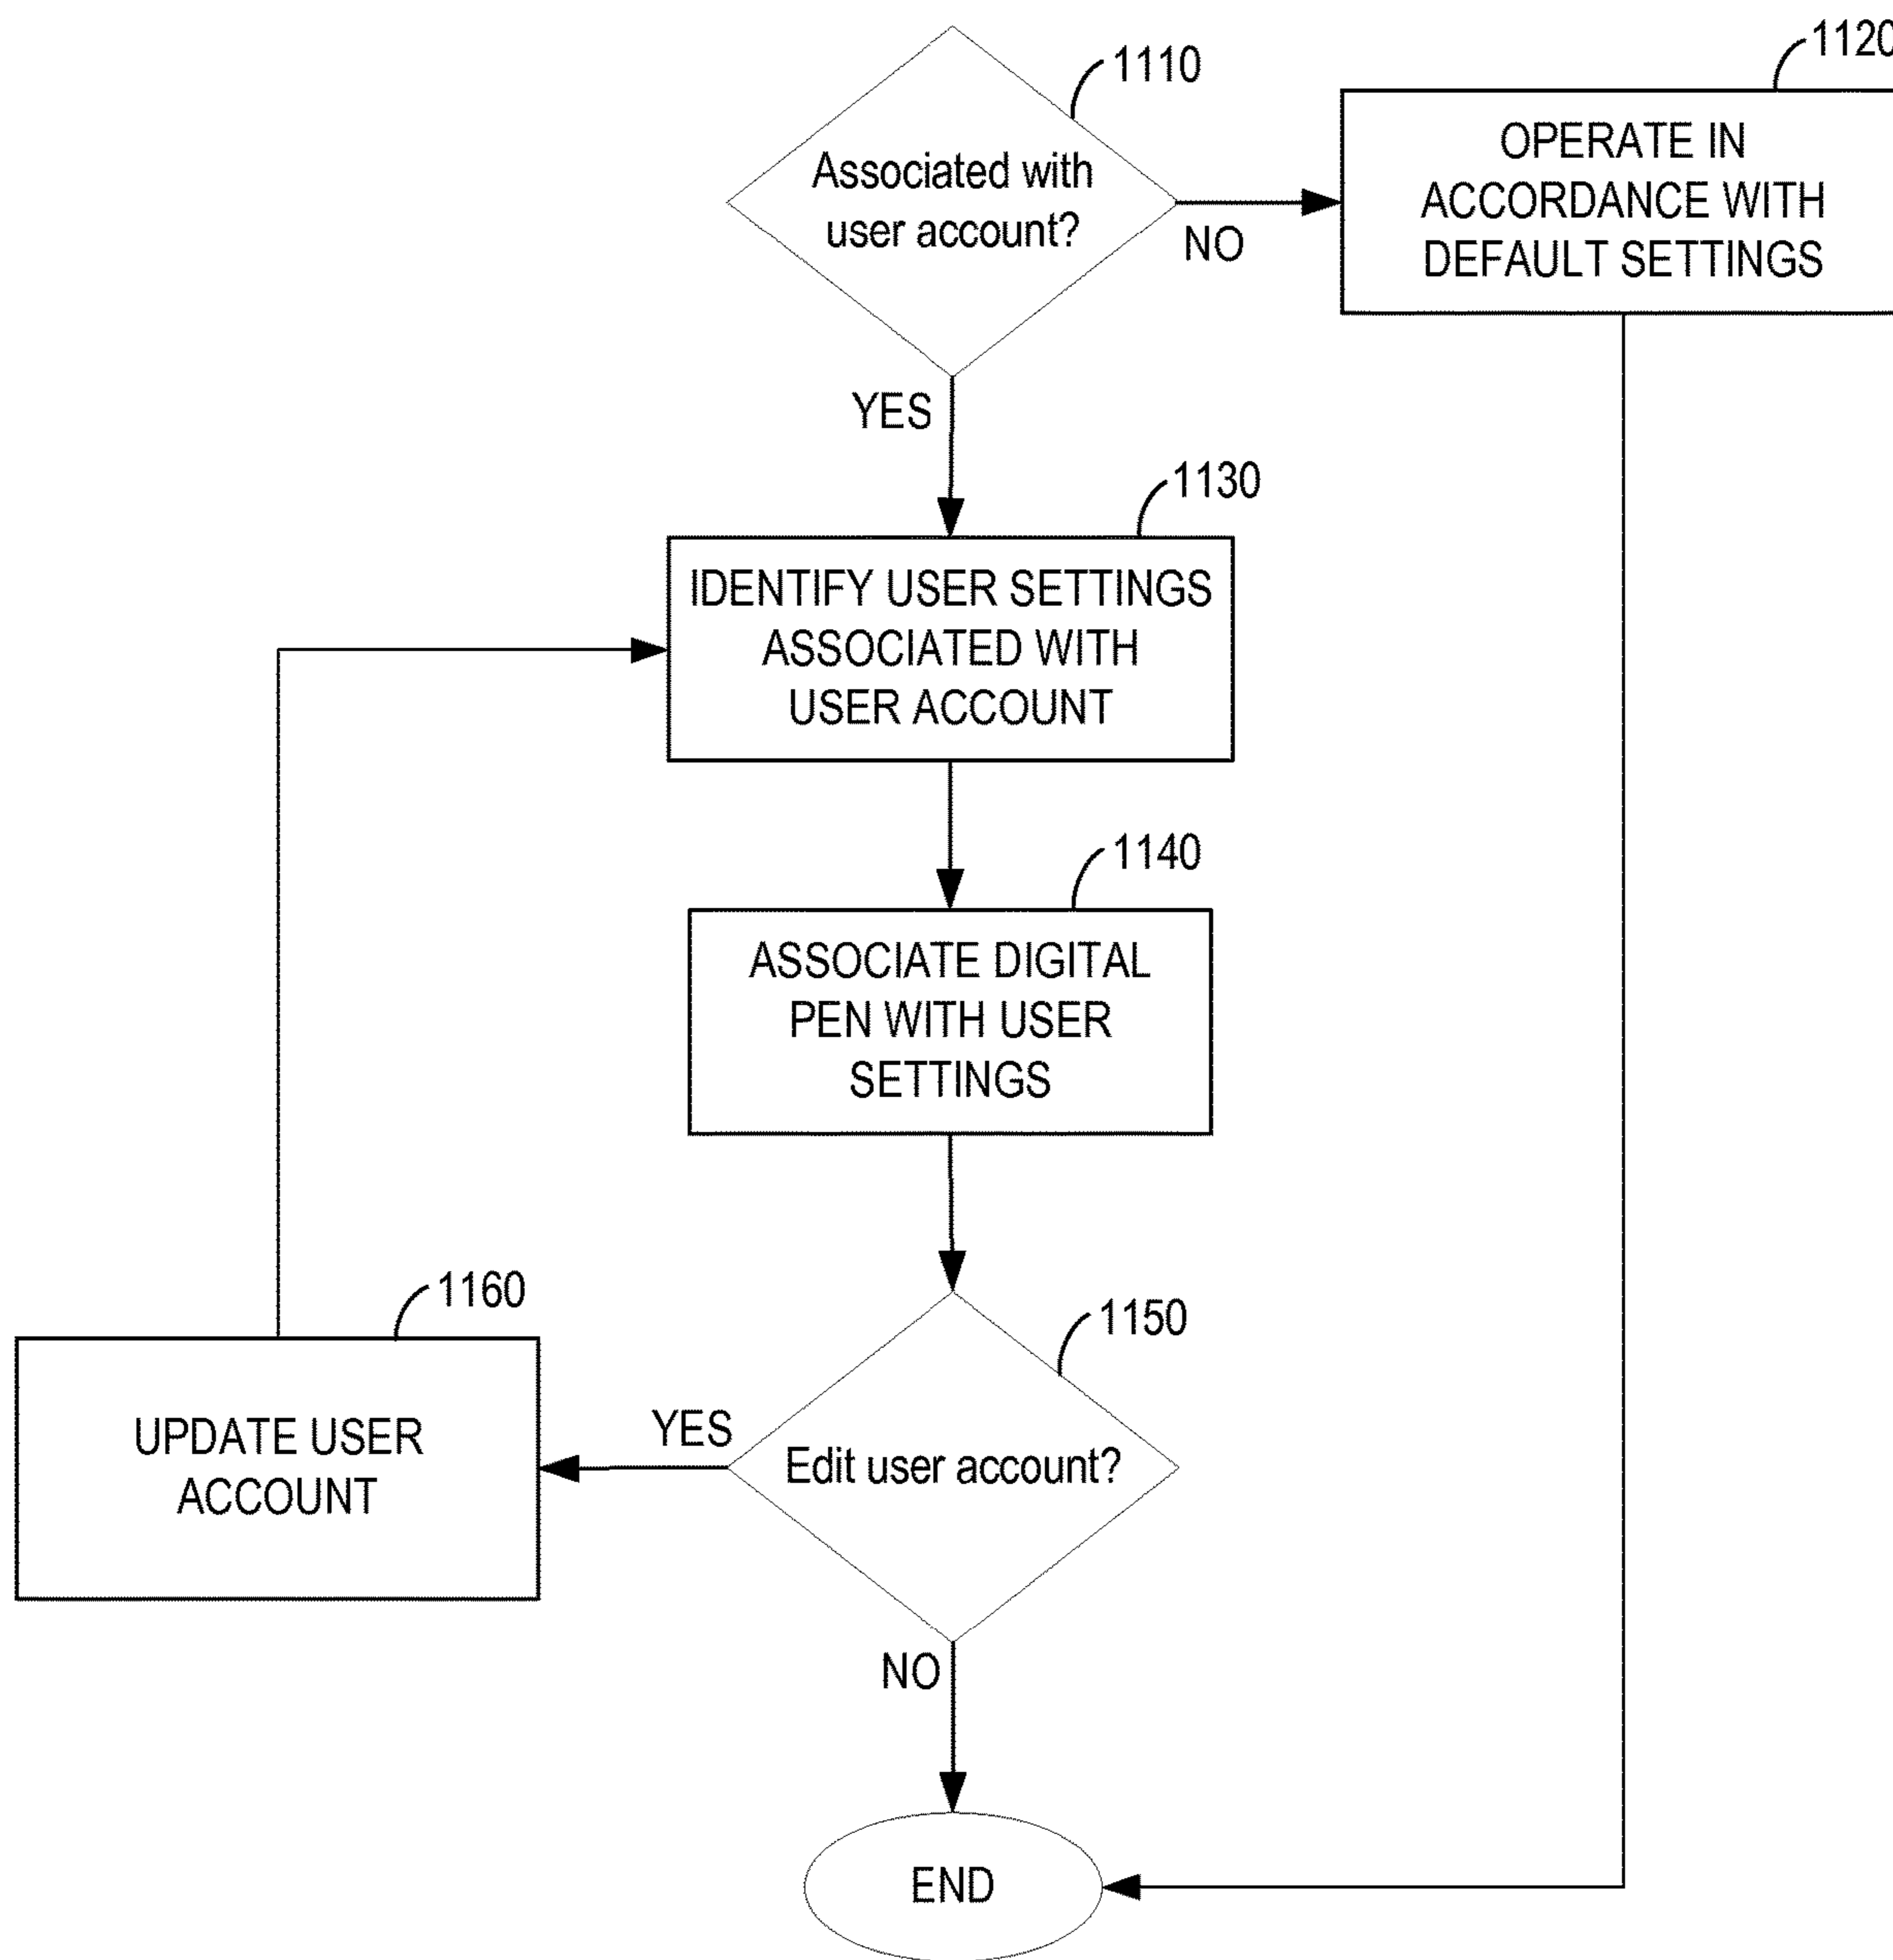 1110
Associated with
user account?
NO
1120
OPERATE IN
ACCORDANCE WITH
DEFAULT SETTINGS
YES
1130
IDENTIFY USER SETTINGS
ASSOCIATED WITH
USER ACCOUNT
1140
ASSOCIATE DIGITAL
PEN WITH USER
SETTINGS
1150
Edit user account?
YES
1160
UPDATE USER
ACCOUNT
NO
END